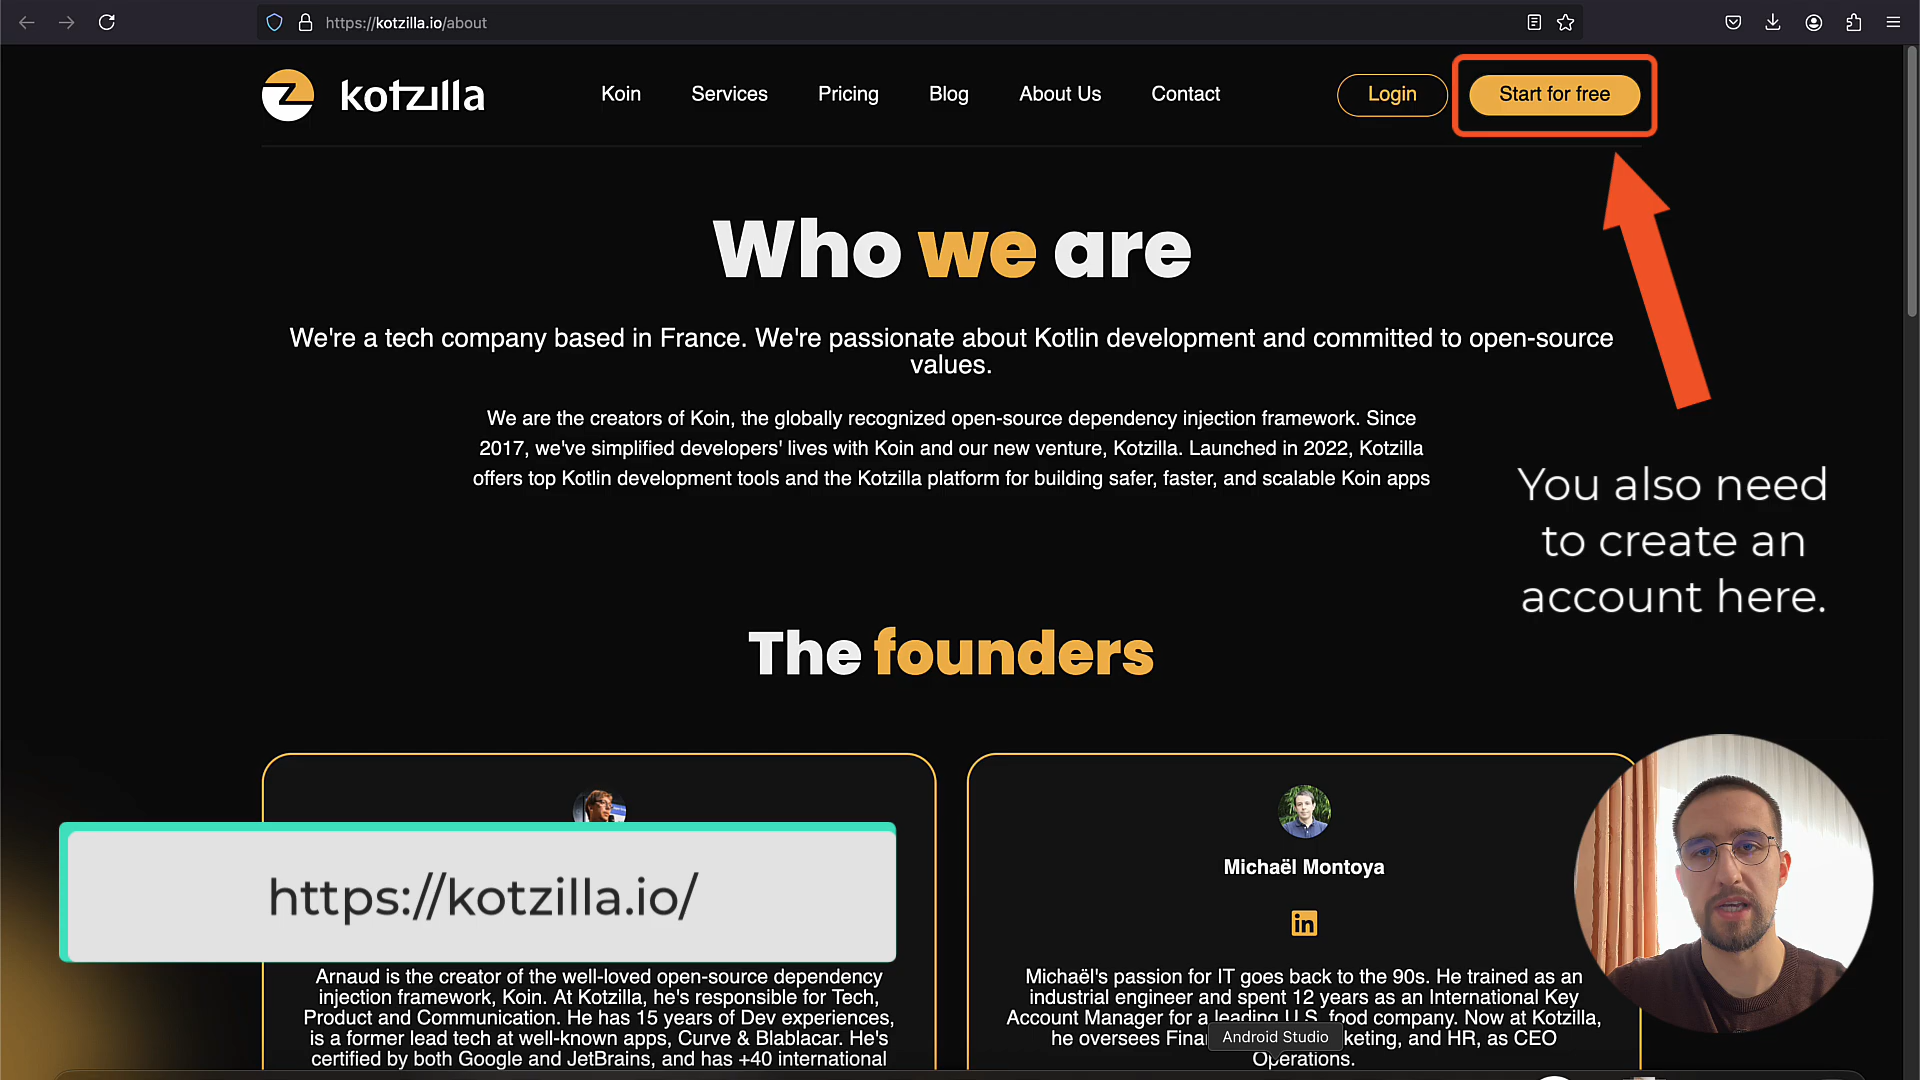 https://kotzilla.io/about
kotzilla
Koin
Services
Pricing
Blog
About Us
Contact
Login
Start for free
Who we are
We're a tech company based in France. We're passionate about Kotlin development and committed to open-source
values.
We are the creators of Koin, the globally recognized open-source dependency injection framework. Since
2017, we've simplified developers' lives with Koin and our new venture, Kotzilla. Launched in 2022, Kotzilla
offers top Kotlin development tools and the Kotzilla platform for building safer, faster, and scalable Koin apps
You also need
to create an
account here.
The founders
https://kotzilla.io/
Arnaud is the creator of the well-loved open-source dependency
injection framework, Koin. At Kotzilla, he's responsible for Tech,
Product and Communication. He has 15 years of Dev experiences,
is a former lead tech at well-known apps, Curve & Blablacar. He's
certified by both Google and JetBrains, and has +40 international
Michaël Montoya
in
Michaël's passion for IT goes back to the 90s. He trained as an
industrial engineer and spent 12 years as an International Key
Account Manager for a leading U.S. food company. Now at Kotzilla,
he oversees Finan keting, and HR, as CEO
Operations.
Android Studio